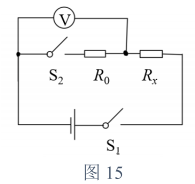 V
S₂ R₀ Rₓ
S₁
图 15